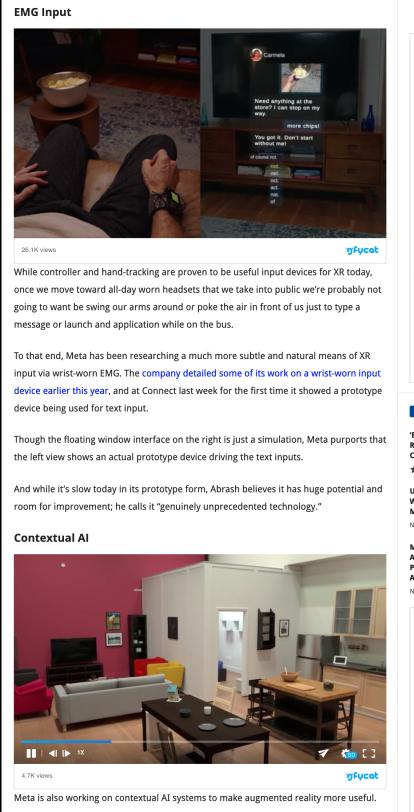 EMG Input
Carmela
Need anything at the
store? I can stop on my
way.
more chips!
You got it. Don't start
without me!
of course not.
not
net.
nct.
act.
nat.
of
26.1K views
gfycat
While controller and hand-tracking are proven to be useful input devices for XR today,
once we move toward all-day worn headsets that we take into public we're probably not
going to want be swing our arms around or poke the air in front of us just to type a
message or launch and application while on the bus.
To that end, Meta has been researching a much more subtle and natural means of XR
input via wrist-worn EMG. The company detailed some of its work on a wrist-worn input
device earlier this year, and at Connect last week for the first time it showed a prototype
device being used for text input.
Though the floating window interface on the right is just a simulation, Meta purports that
the left view shows an actual prototype device driving the text inputs.
And while it's slow today in its prototype form, Abrash believes it has huge potential and
room for improvement; he calls it "genuinely unprecedented technology."
Contextual AI
1X
4.7K views
gfycat
Meta is also working on contextual AI systems to make augmented reality more useful.